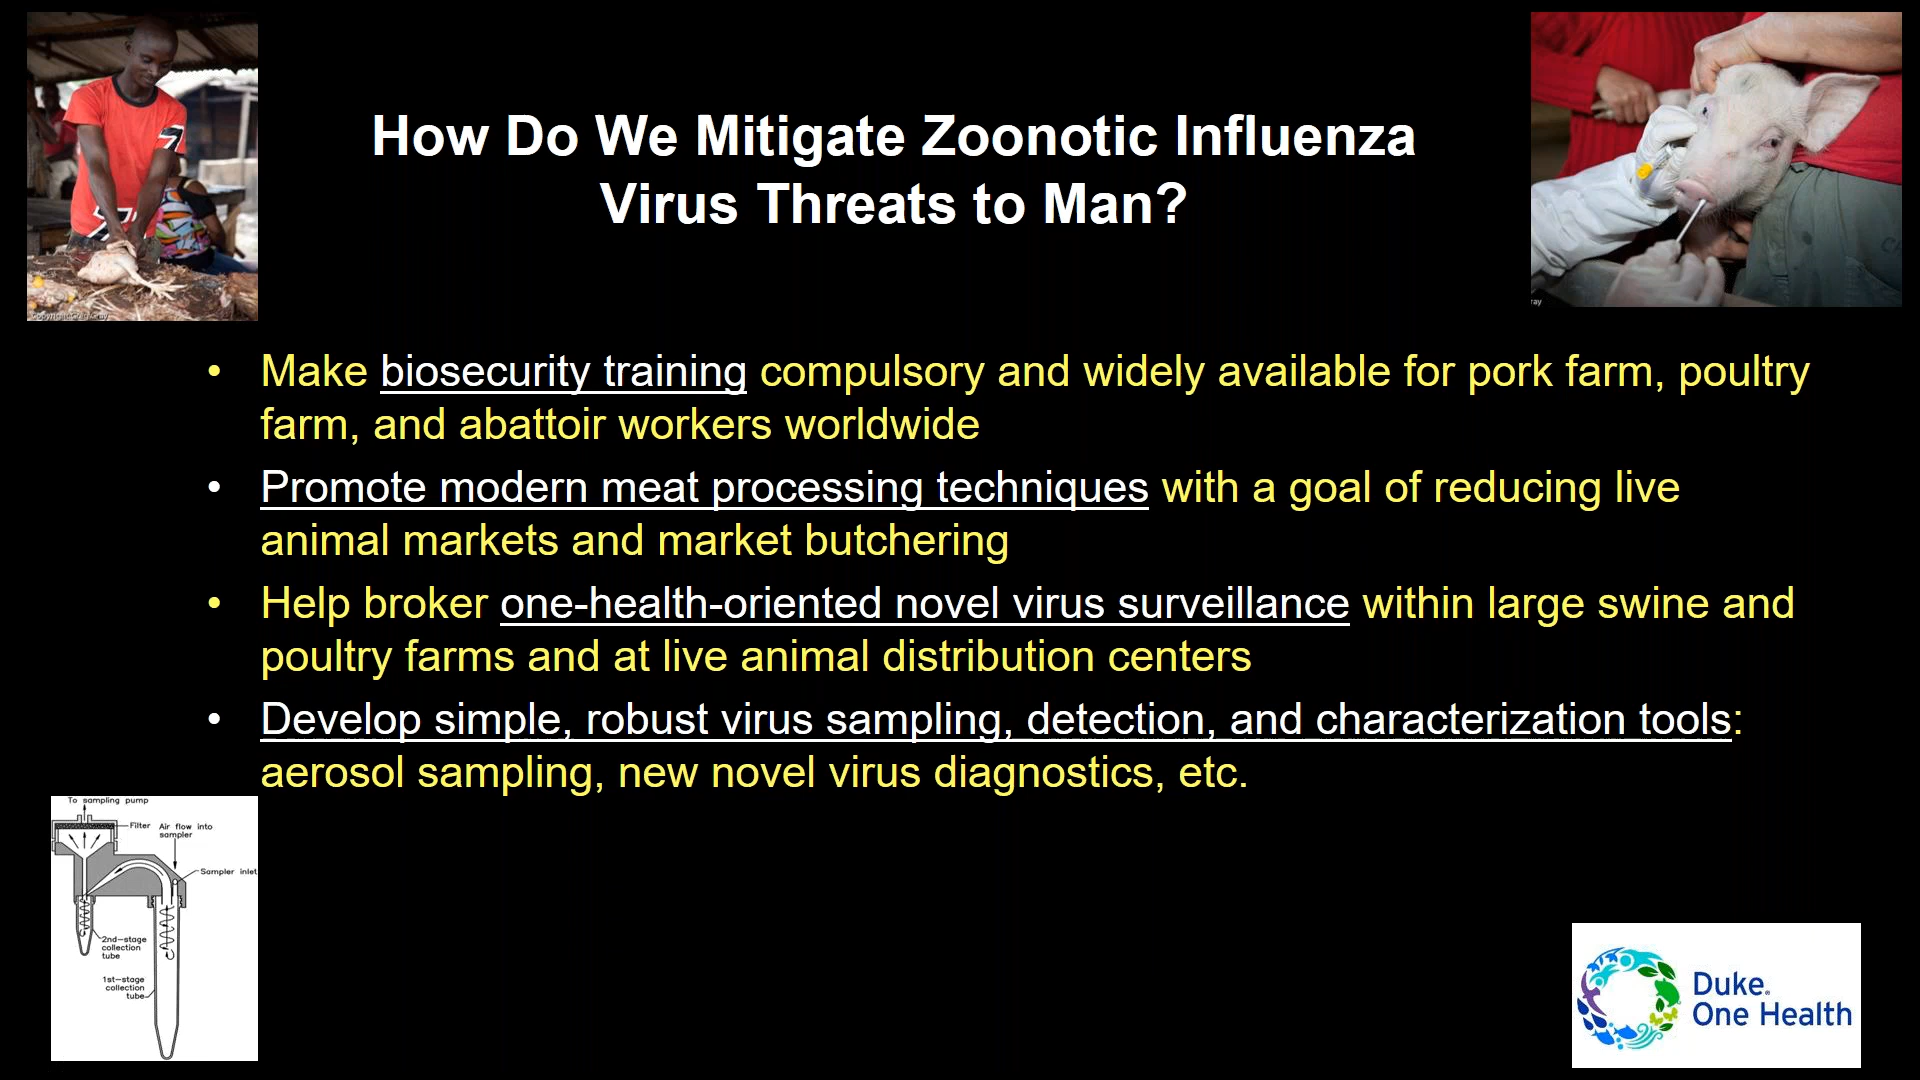 How Do We Mitigate Zoonotic Influenza
Virus Threats to Man?
• Make biosecurity training compulsory and widely available for pork farm, poultry
farm, and abattoir workers worldwide
• Promote modern meat processing techniques with a goal of reducing live
animal markets and market butchering
• Help broker one-health-oriented novel virus surveillance within large swine and
poultry farms and at live animal distribution centers
• Develop simple, robust virus sampling, detection, and characterization tools:
aerosol sampling, new novel virus diagnostics, etc.
To sampling pump
Filter
Air flow into
sampler
Sampler inlet
2nd-stage
collection
tube
1st-stage
collection
tube
Duke®
One Health
ray